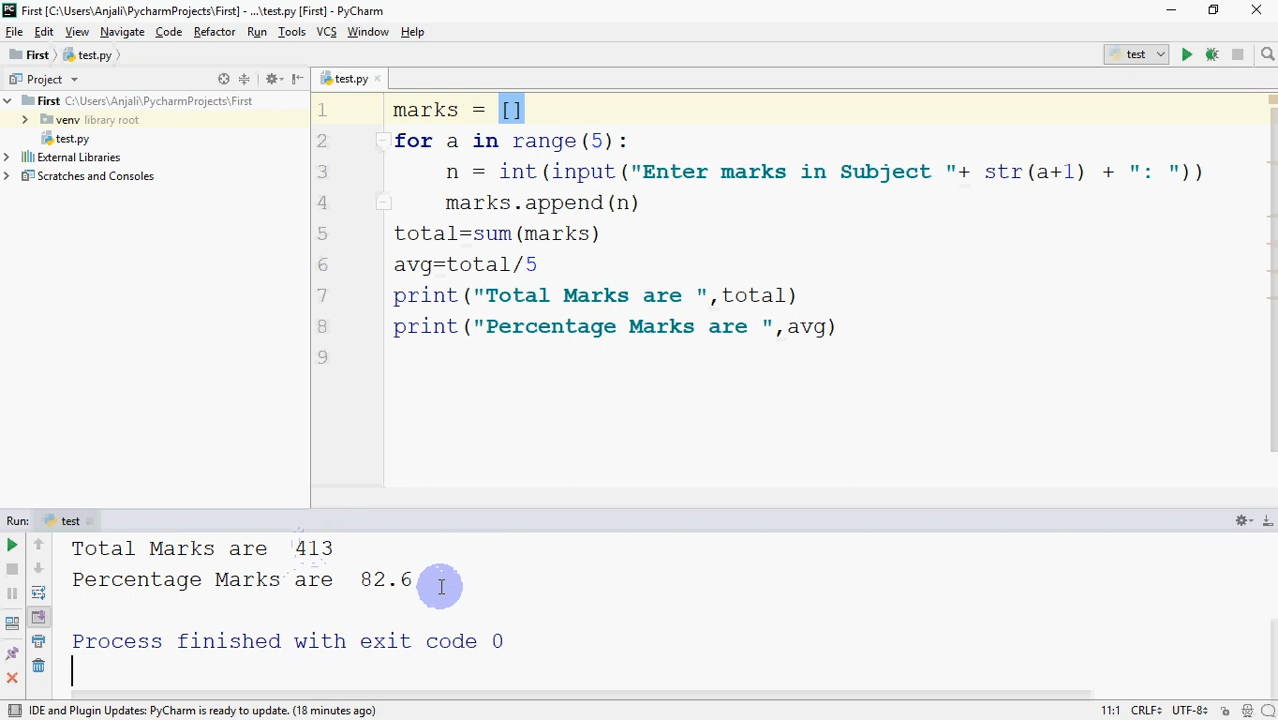 First [C:\Users\Anjali\PycharmProjects\First] - ...\test.py [First] - PyCharm
File Edit View Navigate Code Refactor Run Tools VCS Window Help
First test.py test
Project test.py
First C:\Users\Anjali\PycharmProjects\First
venv library root
test.py
External Libraries
Scratches and Consoles
1 marks = []
2 for a in range(5):
3 n = int(input("Enter marks in Subject "+ str(a+1) + ": "))
4 marks.append(n)
5 total=sum(marks)
6 avg=total/5
7 print("Total Marks are ",total)
8 print("Percentage Marks are ",avg)
9
Run: test
Total Marks are  413
Percentage Marks are  82.6
Process finished with exit code 0
IDE and Plugin Updates: PyCharm is ready to update. (18 minutes ago) 11:1 CRLF UTF-8